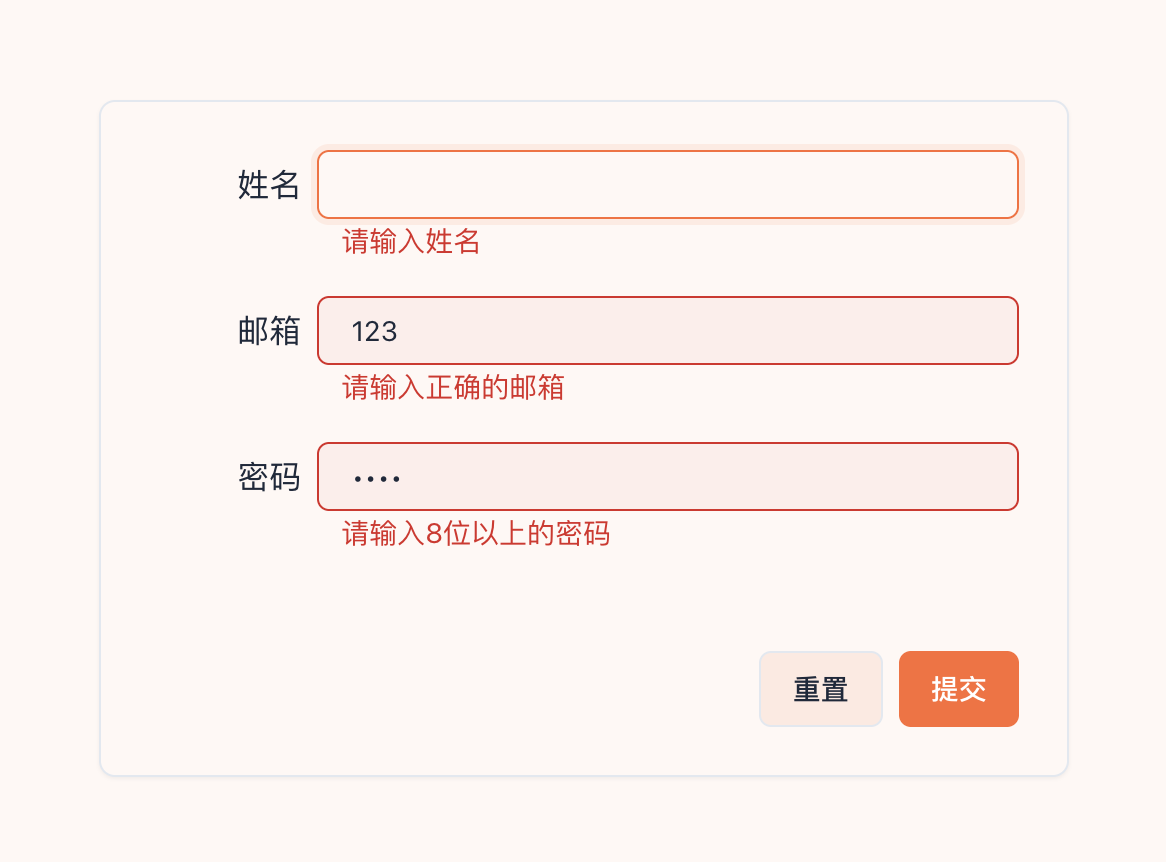 姓名
请输入姓名
邮箱 123
请输入正确的邮箱
密码 ····
请输入8位以上的密码
重置 提交